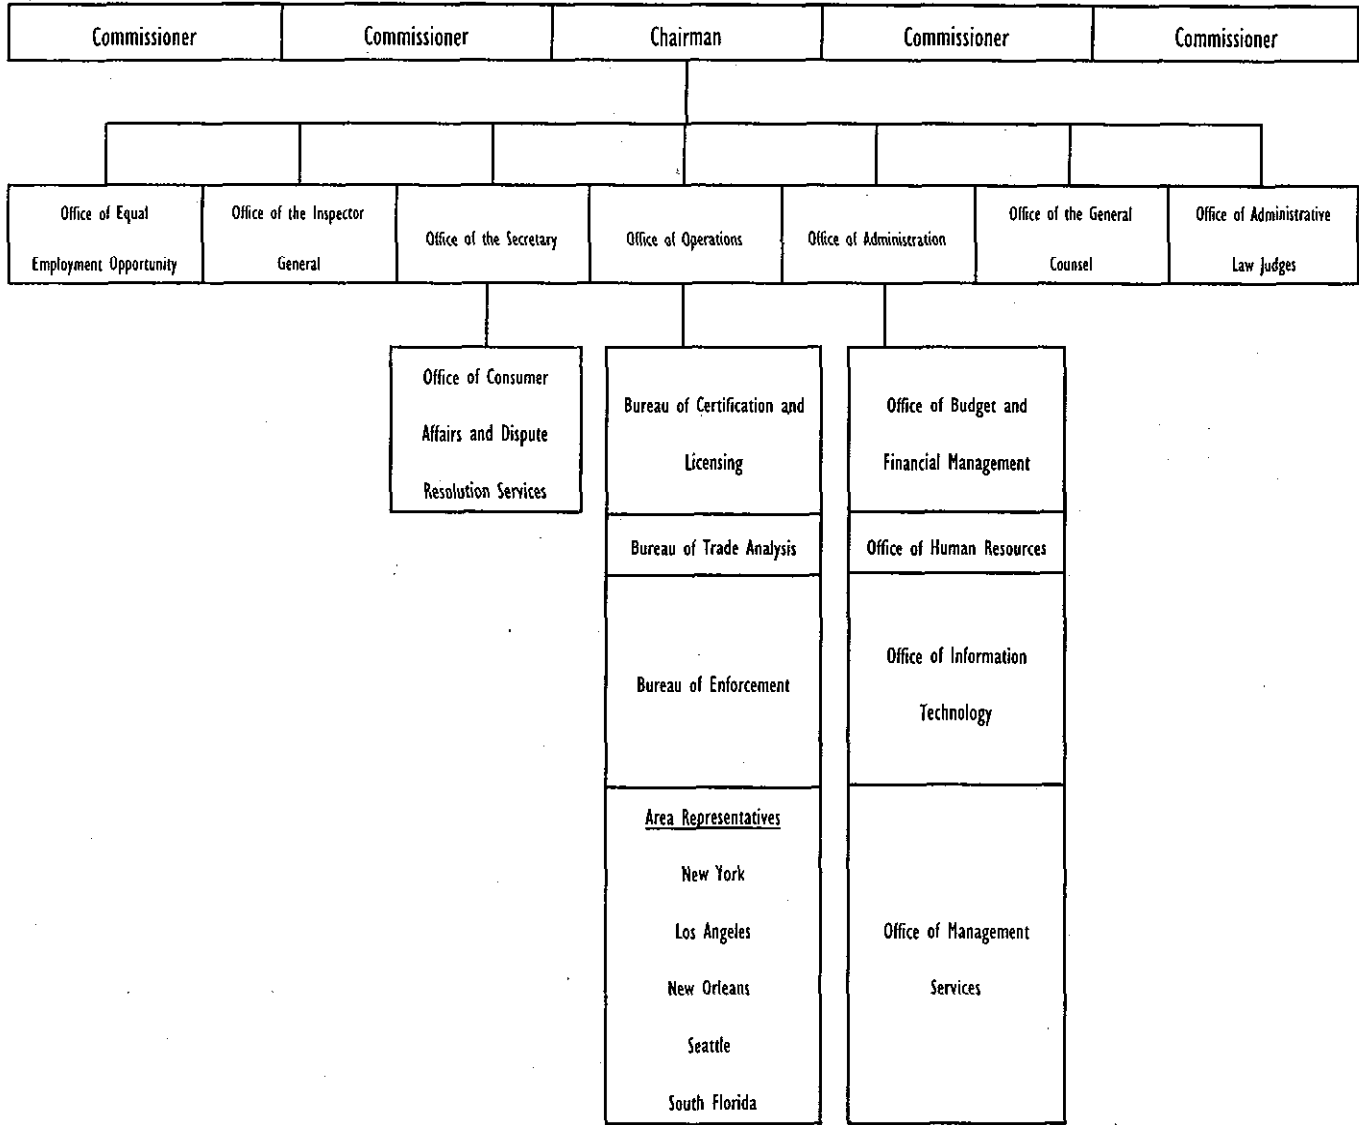 Commissioner
Commissioner
Chairman
Commissioner
Commissioner
Office of Equal
Employment Opportunity
Office of the Inspector
General
Office of the Secretary
Office of Operations
Office of Administration
Office of the General
Counsel
Office of Administrative
Law Judges
Office of Consumer
Affairs and Dispute
Resolution Services
Bureau of Certification and
Licensing
Bureau of Trade Analysis
Bureau of Enforcement
Area Representatives
New York
Los Angeles
New Orleans
Seattle
South Florida
Office of Budget and
Financial Management
Office of Human Resources
Office of Information
Technology
Office of Management
Services